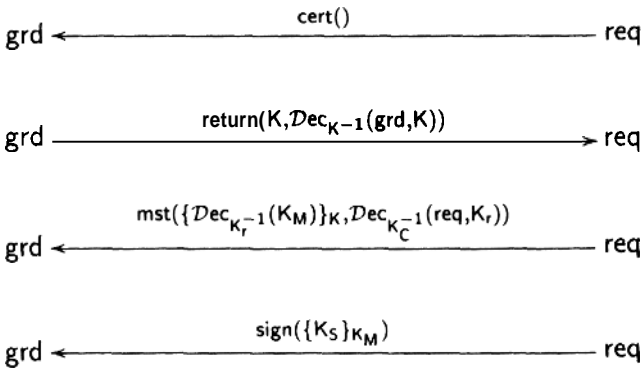 cert()
grd req
return(K,𝒟ec_{K−1}(grd,K))
grd req
mst({𝒟ec_{K_r^{−1}}(K_M)}_K,𝒟ec_{K_C^{−1}}(req,K_r))
grd req
sign({K_S}_{K_M})
grd req